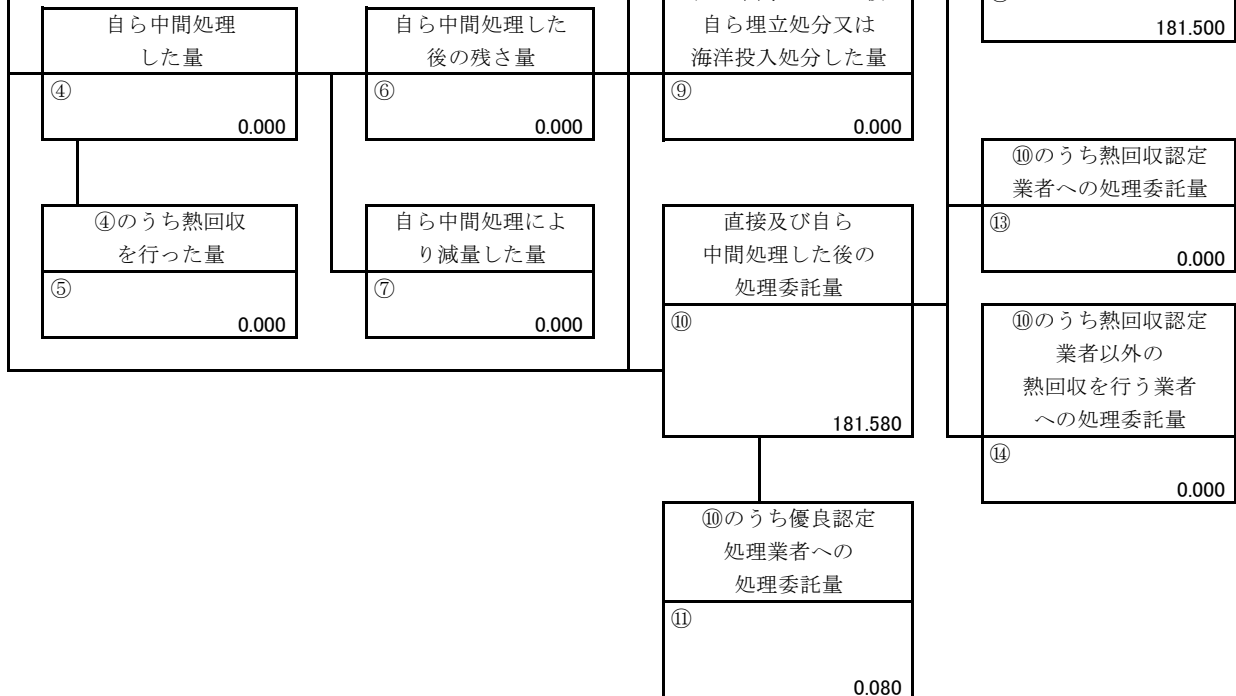 自ら中間処理
した量
④
0.000
自ら中間処理した
後の残さ量
⑥
0.000
自ら埋立処分又は
海洋投入処分した量
⑨
0.000
181.500
④のうち熱回収
を行った量
⑤
0.000
自ら中間処理によ
り減量した量
⑦
0.000
直接及び自ら
中間処理した後の
処理委託量
⑩
181.580
⑩のうち熱回収認定
業者への処理委託量
⑬
0.000
⑩のうち熱回収認定
業者以外の
熱回収を行う業者
への処理委託量
⑭
0.000
⑩のうち優良認定
処理業者への
処理委託量
⑪
0.080